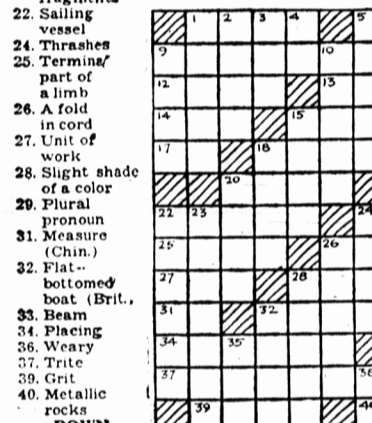 22. Sailing
vessel
24. Thrashes
25. Terminal
part of
a limb
26. A fold
in cord
27. Unit of
work
28. Slight shade
of a color
29. Plural
pronoun
31. Measure
(Chin.)
32. Flat-
bottomed
boat (Brit.,
33. Beam
34. Placing
36. Weary
37. Trite
39. Grit
40. Metallic
rocks
1 2 3 4 5
9 10
12 13
14 15
17 18
20
22 23 24
25 26
27 28
31 32
34 35
37 38
39 40